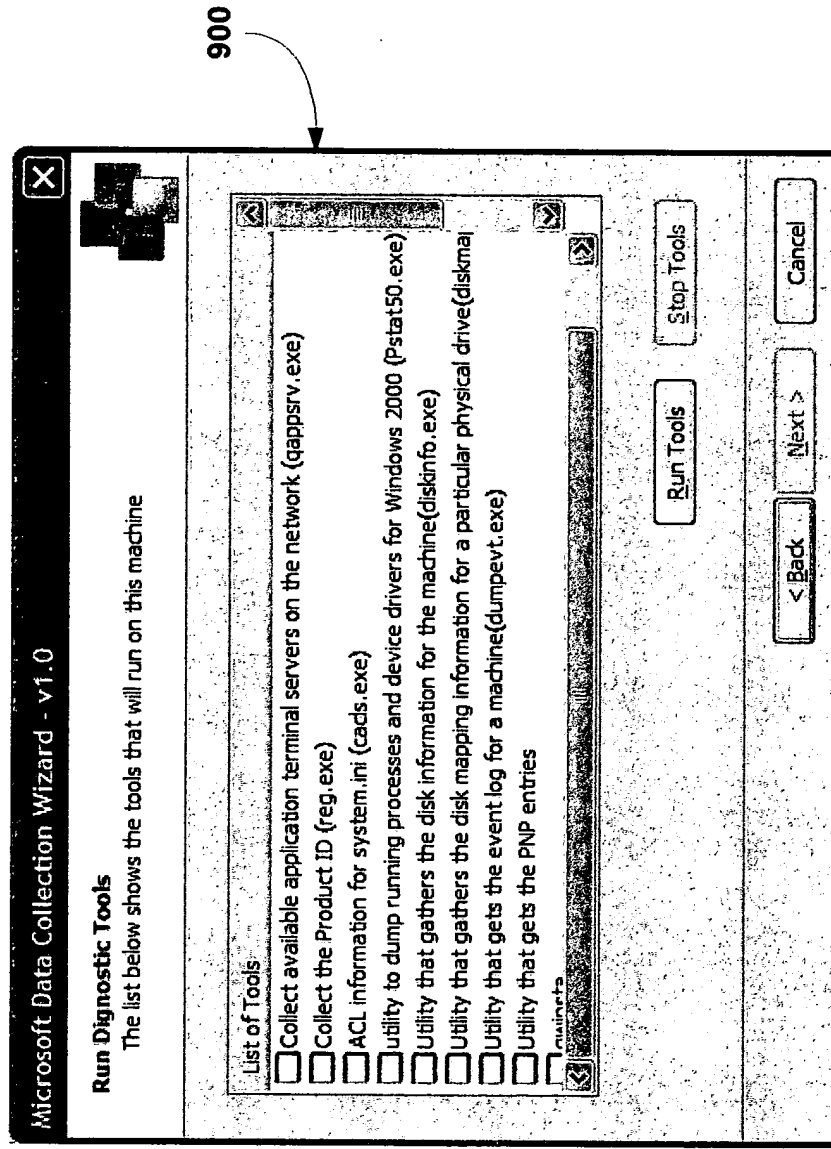 Microsoft Data Collection Wizard - v1.0
Run Dignostic Tools
The list below shows the tools that will run on this machine
List of Tools
Collect available application terminal servers on the network (qappsrv.exe)
Collect the Product ID (reg.exe)
ACL information for system.ini (cacls.exe)
utility to dump running processes and device drivers for Windows 2000 (Pstat50.exe)
Utility that gathers the disk information for the machine(diskinfo.exe)
Utility that gathers the disk mapping information for a particular physical drive(diskmap
Utility that gets the event log for a machine(dumpevt.exe)
Utility that gets the PNP entries
Run Tools
Stop Tools
< Back
Next >
Cancel
900